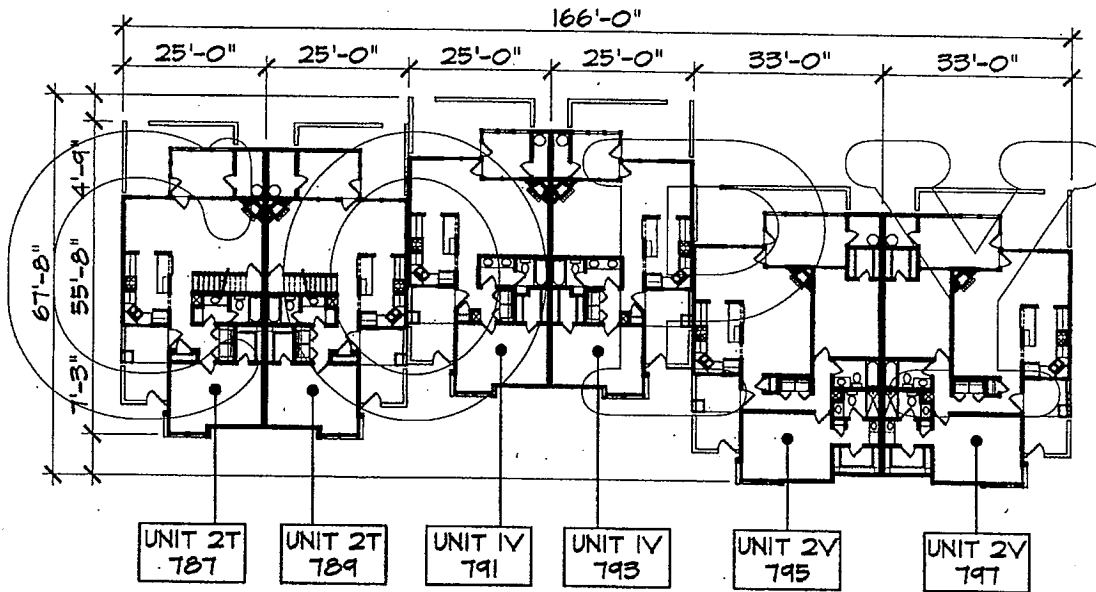 166'-0"
25'-0" 25'-0" 25'-0" 25'-0" 33'-0" 33'-0"
4'-9"
67'-8"
55'-8"
7'-3"
COPY
UNIT 2T
787
UNIT 2T
789
UNIT 1V
791
UNIT 1V
793
UNIT 2V
795
UNIT 2V
797